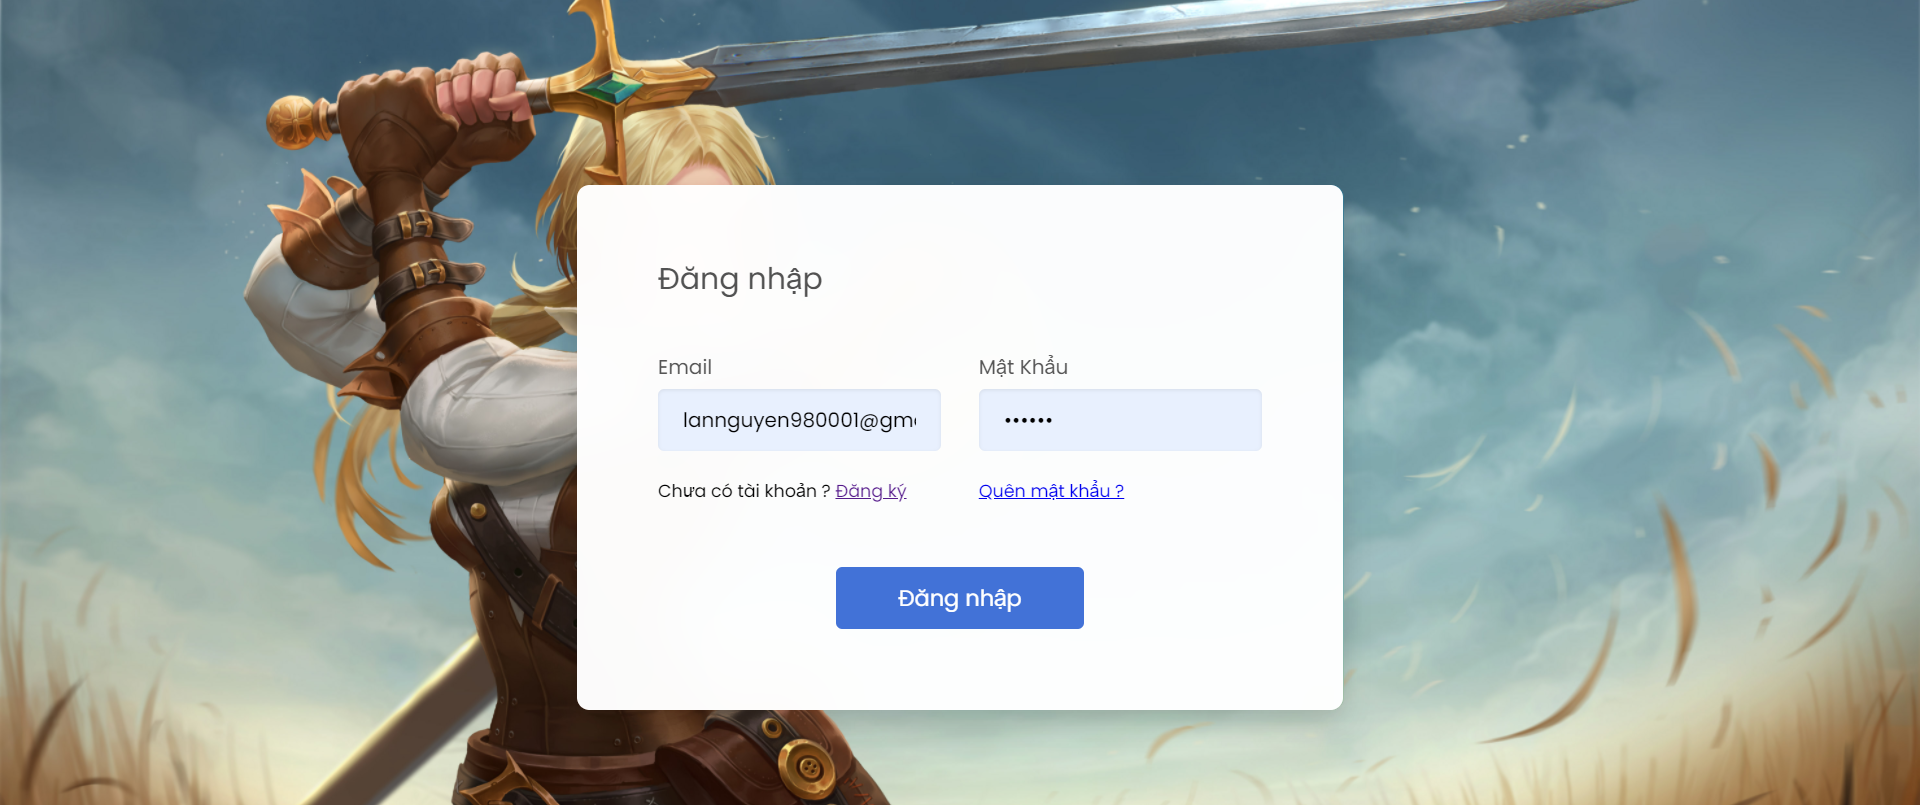 Đăng nhập
Email
Mật Khẩu
lannguyen980001@gm
••••••
Chưa có tài khoản ? Đăng ký
Quên mật khẩu ?
Đăng nhập